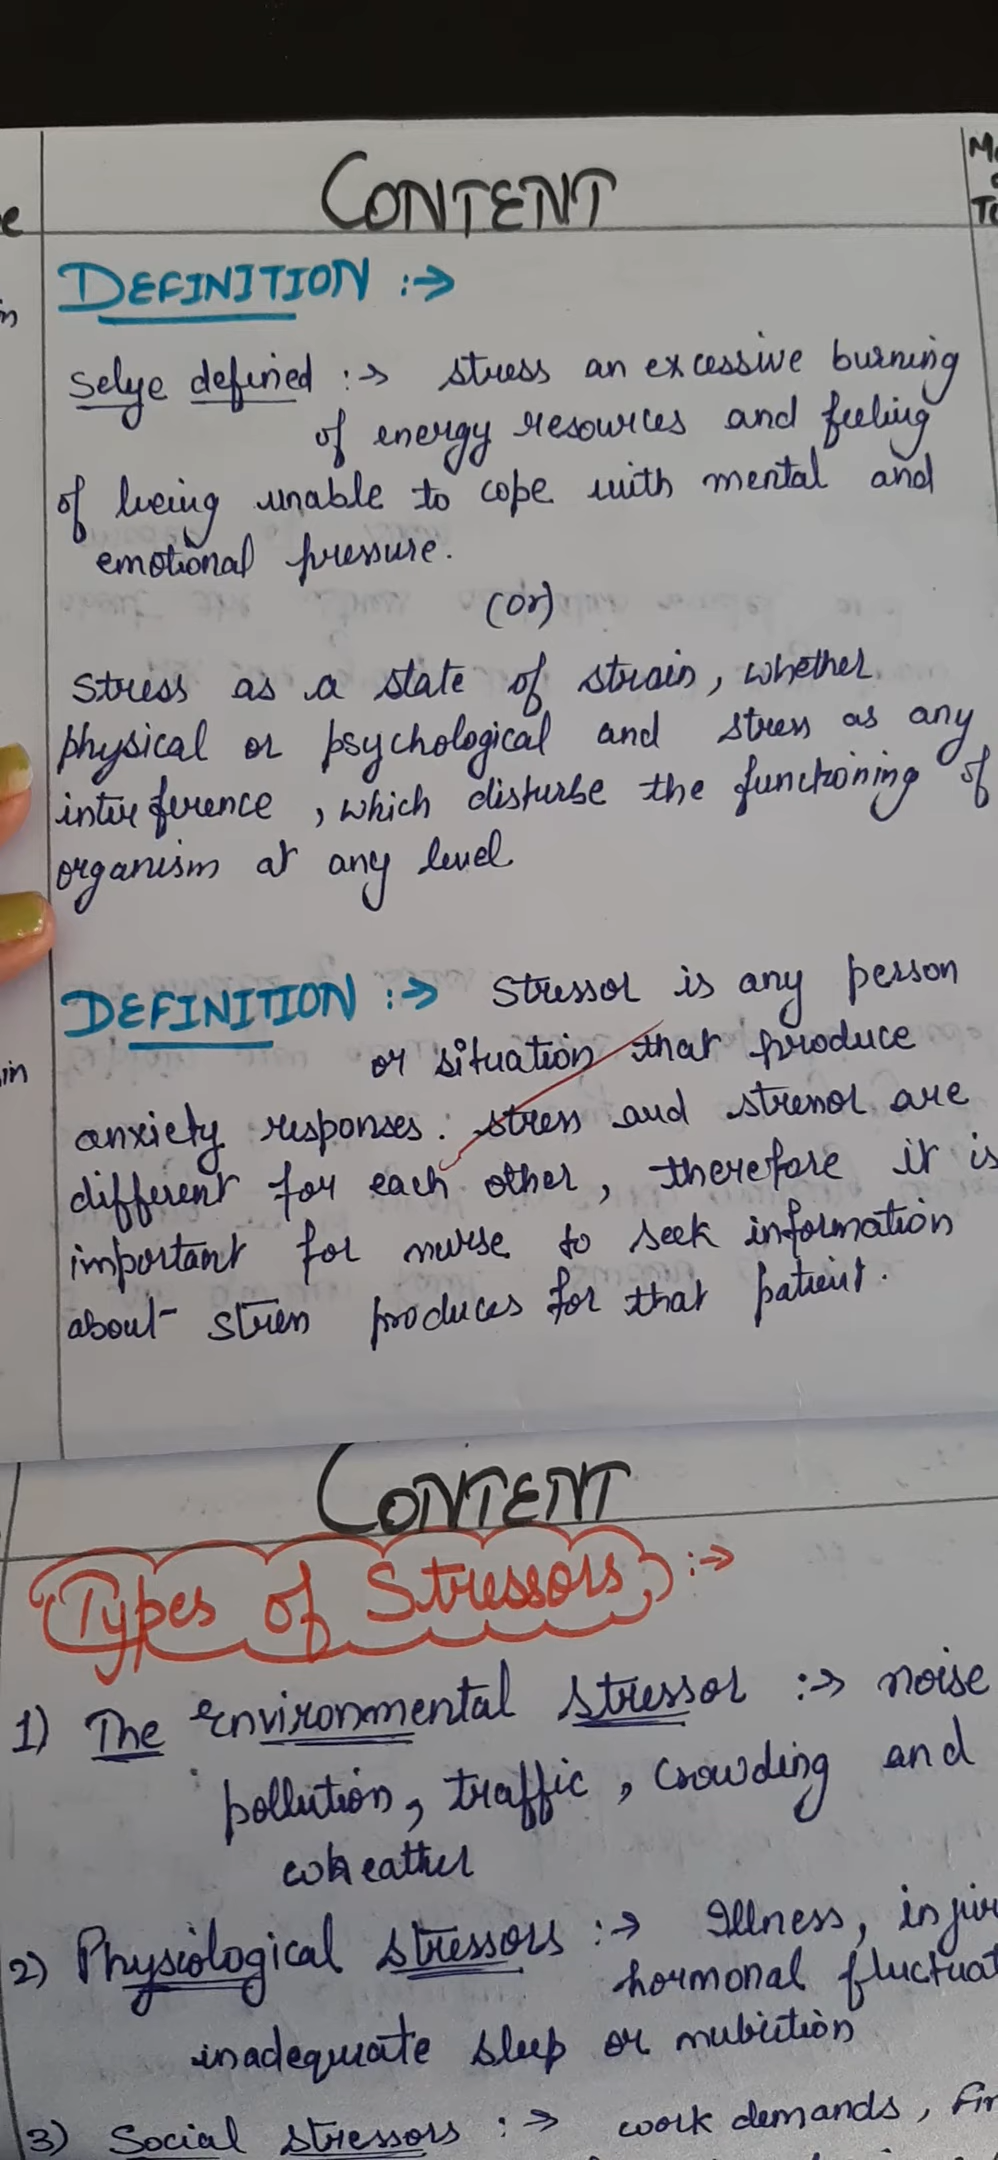 CONTENT
DEFINITION :->
Selye defined :-> stress an excessive burning
of energy resources and feeling
of being unable to cope with mental and
emotional pressure.
(Or)
Stress as a state of strain, whether
physical or psychological and stress as any
interference, which disturbe the functioning of
organism at any level
DEFINITION :-> Stressor is any person
or situation that produce
anxiety responses. stress and stressor are
different for each other, therefore it is
important for nurse to seek information
about stress produces for that patient.
CONTENT
Types of Stressors :->
1) The Environmental stressor :-> noise
pollution, traffic, crowding and
wheather
2) Physiological stressors :-> Illness,
hormonal
inadequate sleep or nubition
3) Social stressors :-> work demands,